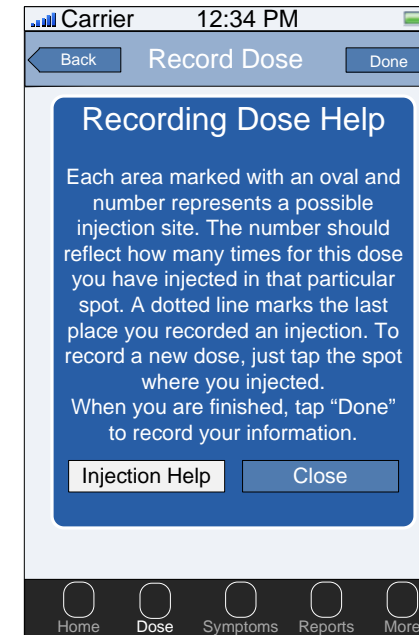 Carrier 12:34 PM
Back Record Dose Done
Recording Dose Help
Each area marked with an oval and
number represents a possible
injection site. The number should
reflect how many times for this dose
you have injected in that particular
spot. A dotted line marks the last
place you recorded an injection. To
record a new dose, just tap the spot
where you injected.
When you are finished, tap “Done”
to record your information.
Injection Help Close
Home Dose Symptoms Reports More